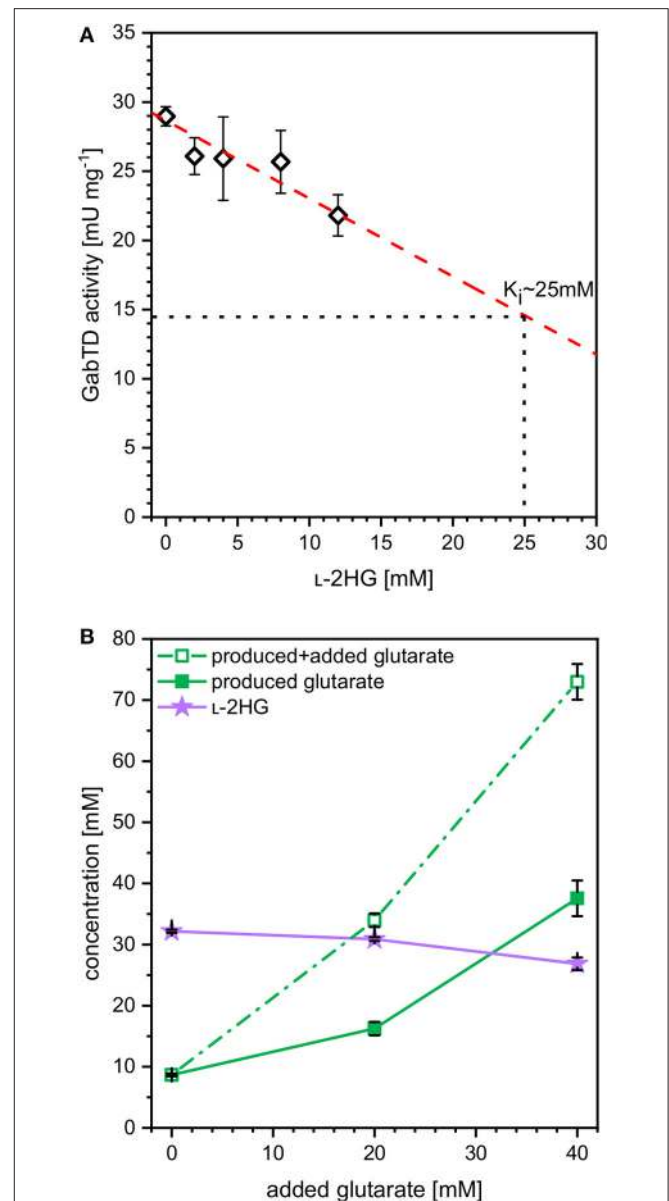 A
35
30
25
20
15
10
5
0
GabTD activity [mU mg⁻¹]
Kᵢ~25mM
0 5 10 15 20 25 30
ʟ-2HG [mM]
B
80
70
60
50
40
30
20
10
0
concentration [mM]
produced+added glutarate
produced glutarate
ʟ-2HG
0 20 40
added glutarate [mM]